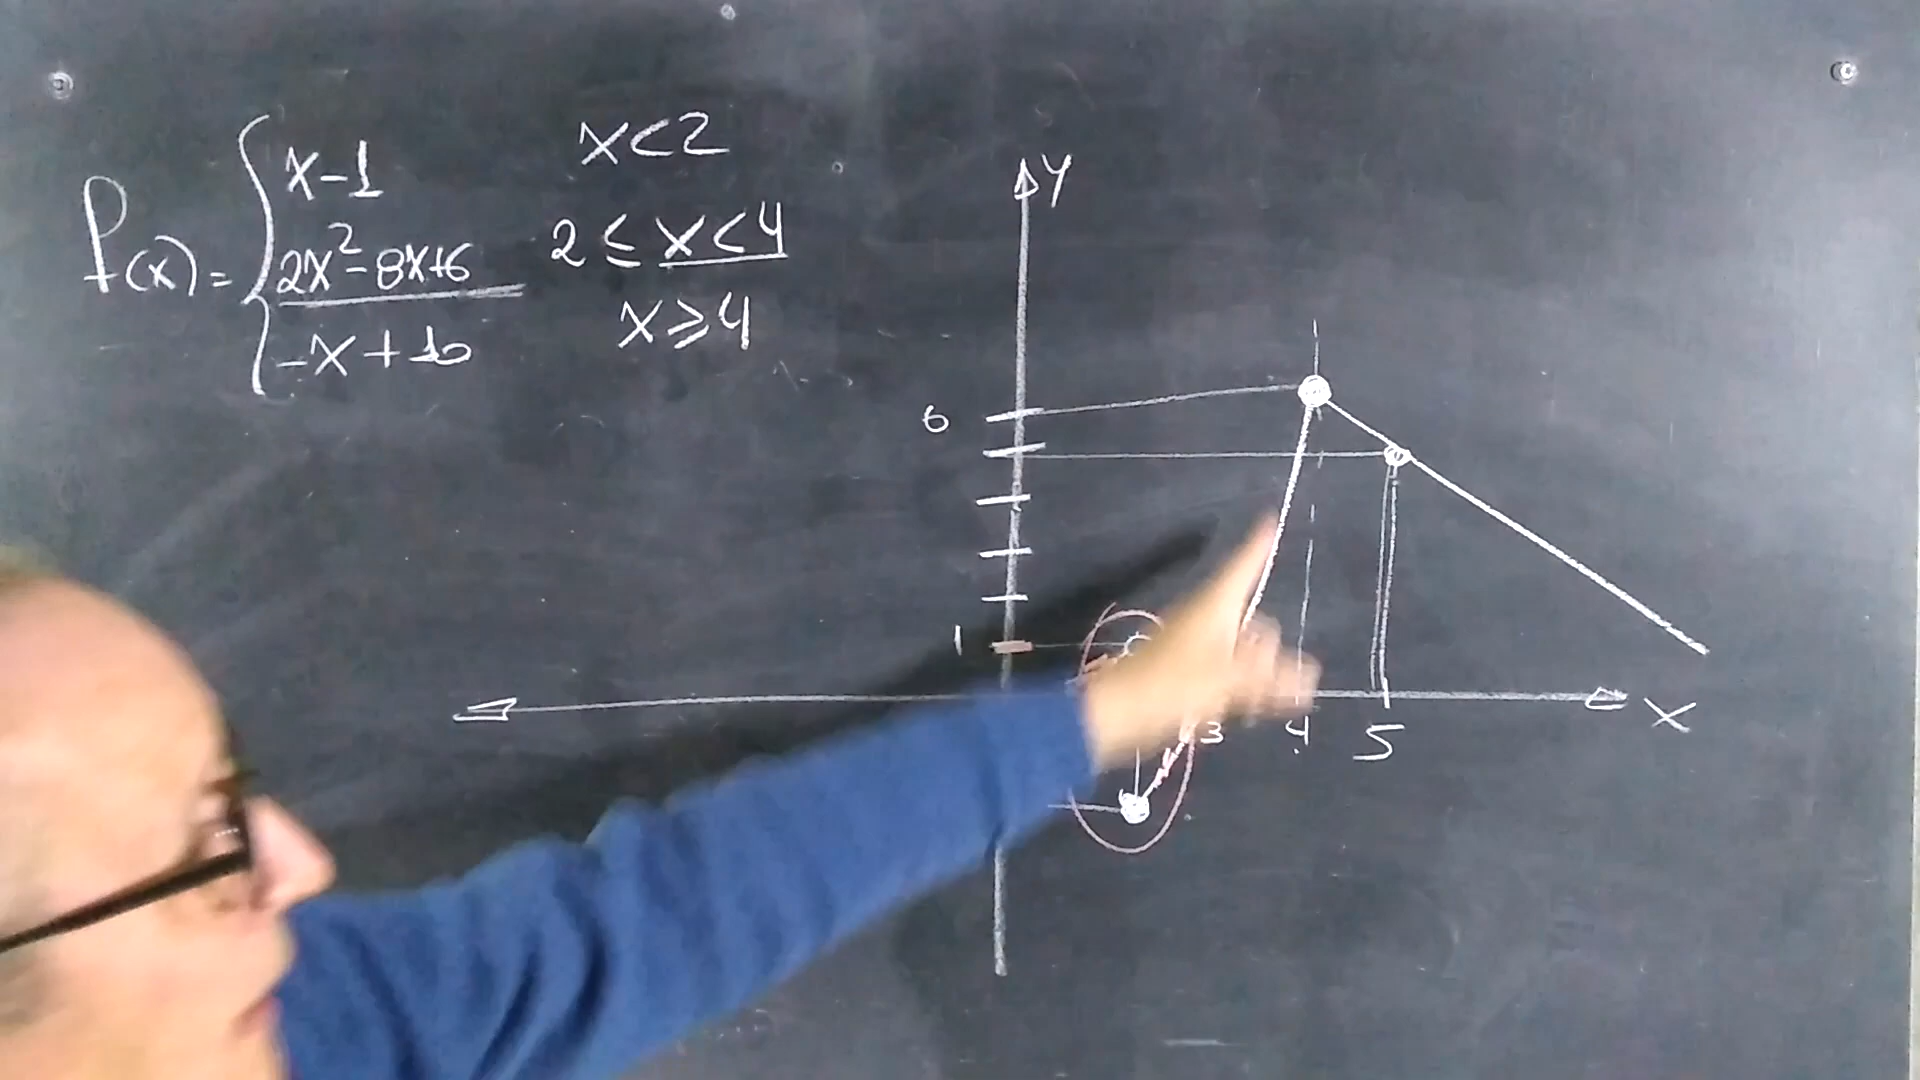 f(x) = { x-1 x<2
2x²-8x+6 2≤x<4
-x+10 x≥4
Y
6
1
3 4 5 X